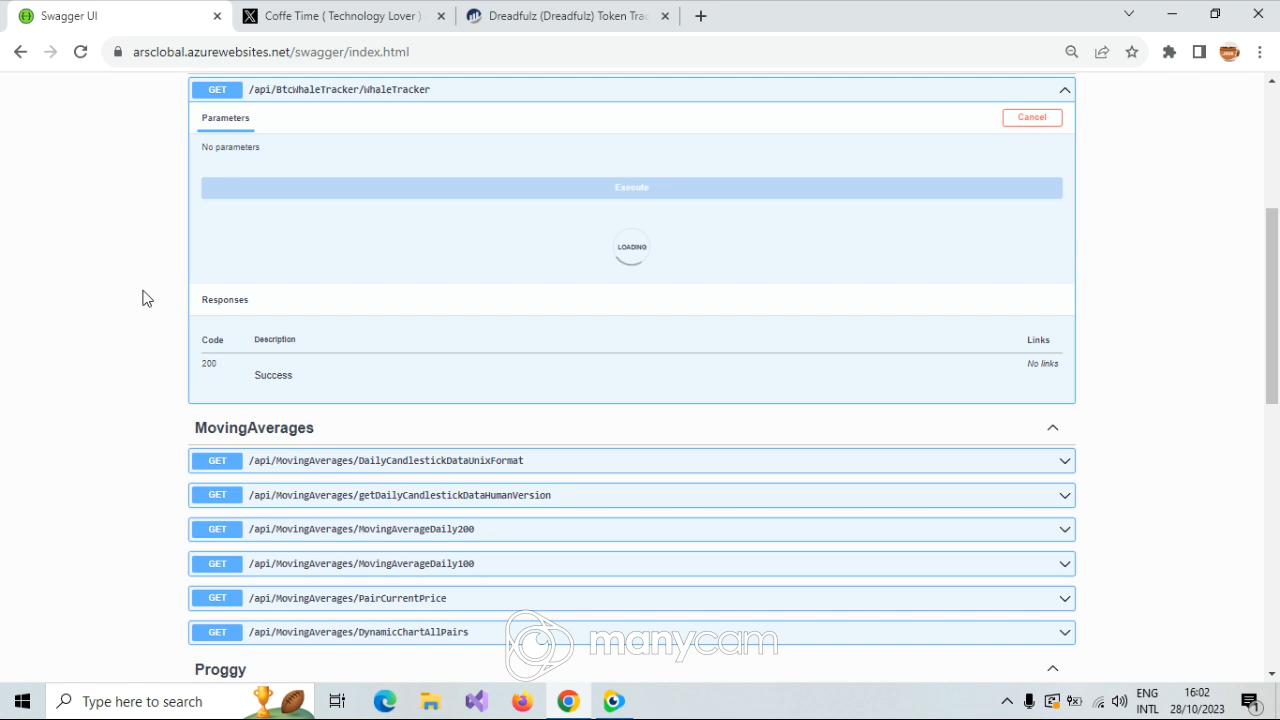 Swagger UI
Coffe Time ( Technology Lover )
Dreadfulz (Dreadfulz) Token Trac
arsclobal.azurewebsites.net/swagger/index.html
GET /api/BtcWhaleTracker/WhaleTracker
Parameters
Cancel
No parameters
Execute
LOADING
Responses
Code Description Links
200 No links
Success
MovingAverages
GET /api/MovingAverages/DailyCandlestickDataUnixFormat
GET /api/MovingAverages/getDailyCandlestickDataHumanVersion
GET /api/MovingAverages/MovingAverageDaily200
GET /api/MovingAverages/MovingAverageDaily100
GET /api/MovingAverages/PairCurrentPrice
GET /api/MovingAverages/DynamicChartAllPairs
manycam
Proggy
Type here to search
ENG 16:02
INTL 28/10/2023
1